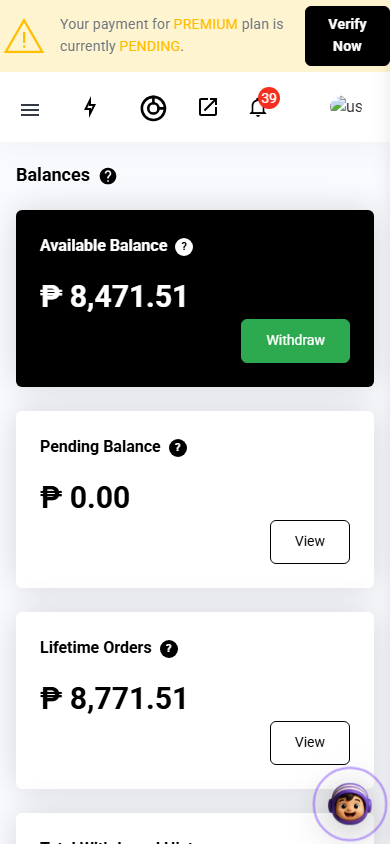 Your payment for PREMIUM plan is
currently PENDING.
Verify
Now
39
us
Balances ?
Available Balance ?
₱ 8,471.51
Withdraw
Pending Balance ?
₱ 0.00
View
Lifetime Orders ?
₱ 8,771.51
View